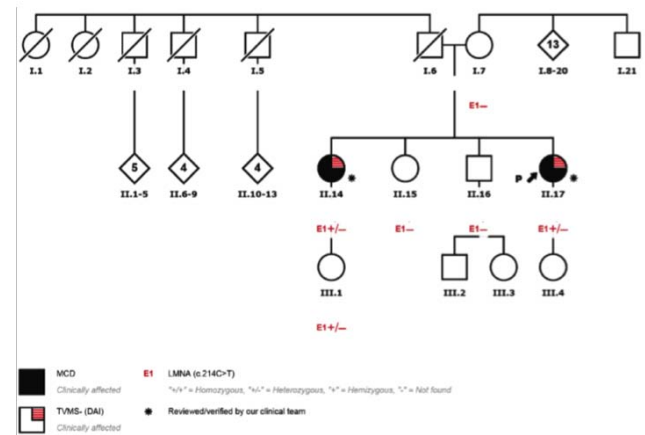 13
I.1 I.2 I.3 I.4 I.5 I.6 I.7 I.8-20 I.21
E1--
5 4 4
P
II.1-5 II.6-9 II.10-13 II.14 II.15 II.16 II.17
E1+/-- E1-- E1-- E1+/--
III.1 III.2 III.3 III.4
E1+/--
MCD E1 LMNA (c.214C>T)
Clinically affected "+/+" = Homozygous, "+/-" = Heterozygous, "+" = Hemizygous, "-" = Not found
TVMS- (DAI) * Reviewed/verified by our clinical team
Clinically affected